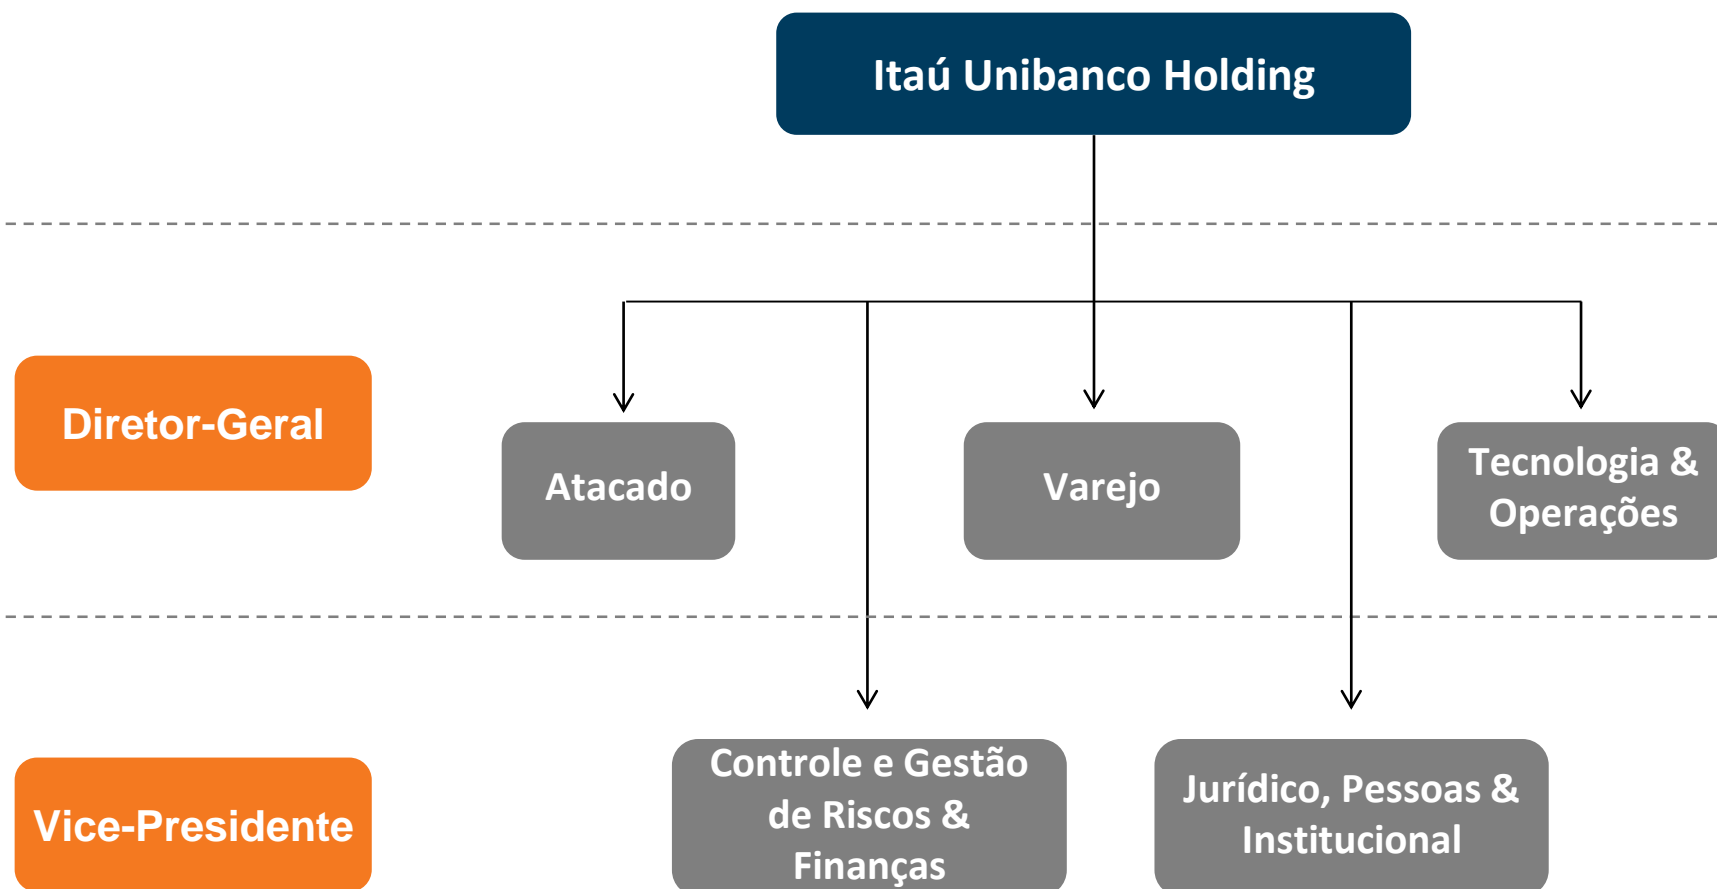 Itaú Unibanco Holding
Diretor-Geral
Atacado
Varejo
Tecnologia &
Operações
Vice-Presidente
Controle e Gestão
de Riscos &
Finanças
Jurídico, Pessoas &
Institucional